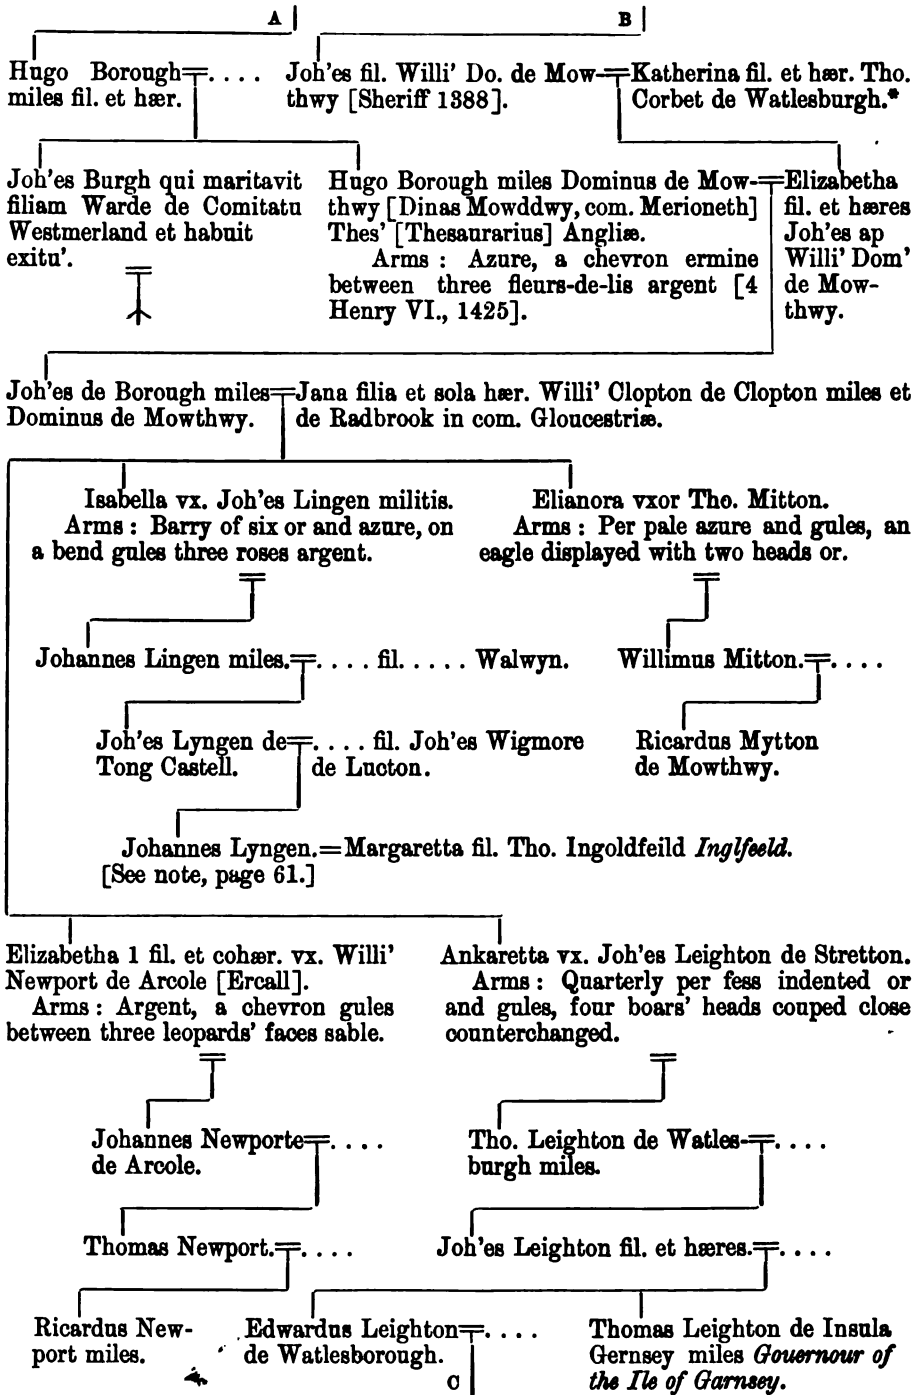 A B
Hugo Borough=. . . .
miles fil. et hær.
Joh'es fil. Willi' Do. de Mow-=Katherina fil. et hær. Tho.
thwy [Sheriff 1388]. Corbet de Watlesburgh.*
Joh'es Burgh qui maritavit
filiam Warde de Comitatu
Westmerland et habuit
exitu'.
Hugo Borough miles Dominus de Mow-=Elizabetha
thwy [Dinas Mowddwy, com. Merioneth]
Thes' [Thesaurarius] Angliæ.
Arms : Azure, a chevron ermine
between three fleurs-de-lis argent [4
Henry VI., 1425].
fil. et hæres
Joh'es ap
Willi' Dom'
de Mow-
thwy.
Joh'es de Borough miles=Jana filia et sola hær. Willi' Clopton de Clopton miles et
Dominus de Mowthwy. de Radbrook in com. Gloucestriæ.
Isabella vx. Joh'es Lingen militis.
Arms : Barry of six or and azure, on
a bend gules three roses argent.
Elianora vxor Tho. Mitton.
Arms : Per pale azure and gules, an
eagle displayed with two heads or.
Johannes Lingen miles.=. . . . fil. . . . . Walwyn.
Willimus Mitton.=. . . .
Joh'es Lyngen de=. . . . fil. Joh'es Wigmore
Tong Castell. de Lucton.
Ricardus Mytton
de Mowthwy.
Johannes Lyngen.=Margaretta fil. Tho. Ingoldfeild Inglfeeld.
[See note, page 61.]
Elizabetha 1 fil. et cohær. vx. Willi'
Newport de Arcole [Ercall].
Arms : Argent, a chevron gules
between three leopards' faces sable.
Ankaretta vx. Joh'es Leighton de Stretton.
Arms : Quarterly per fess indented or
and gules, four boars' heads couped close
counterchanged.
Johannes Newporte=. . . .
de Arcole.
Tho. Leighton de Watles-=. . . .
burgh miles.
Thomas Newport.=. . . .
Joh'es Leighton fil. et hæres.=. . . .
Ricardus New-
port miles.
Edwardus Leighton=. . . .
de Watlesborough.
C
Thomas Leighton de Insula
Gernsey miles Gouernour of
the Ile of Garnsey.